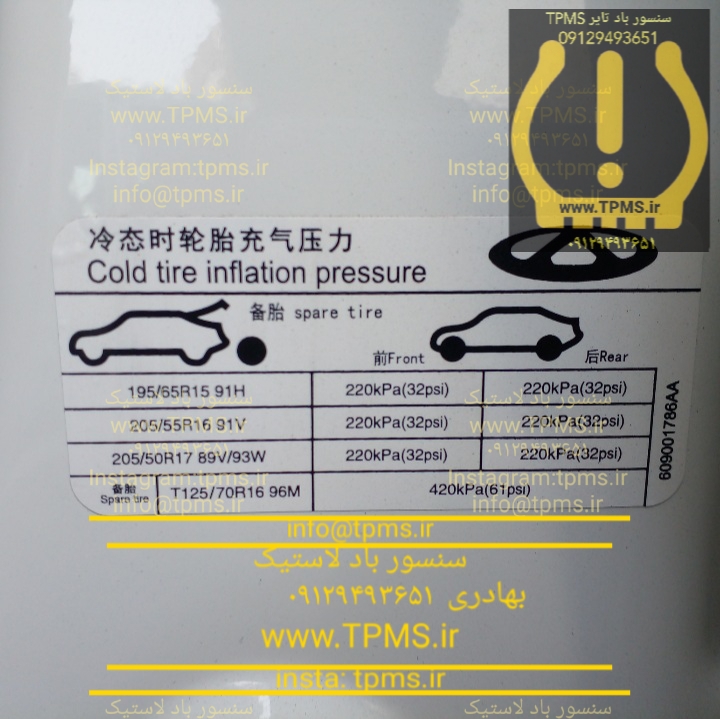 سنسور باد تایر TPMS
09129493651
www.TPMS.ir
۰۹۱۲۹۴۹۳۶۵۱
سنسور باد لاستیک
www.TPMS.ir
۰۹۱۲۹۴۹۳۶۵۱
Instagram:tpms.ir
info@tpms.ir
冷态时轮胎充气压力
Cold tire inflation pressure
备胎 spare tire
前Front 后Rear
195/65R15 91H 220kPa(32psi) 220kPa(32psi)
205/55R16 91V 220kPa(32psi) 220kPa(32psi)
205/50R17 89V/93W 220kPa(32psi) 220kPa(32psi)
备胎
Spare tire T125/70R16 96M 420kPa(61psi)
609001786AA
info@tpms.ir
سنسور باد لاستیک
بهادری ۰۹۱۲۹۴۹۳۶۵۱
www.TPMS.ir
insta: tpms.ir
سنسور باد لاستیک
سنسور باد لاستیک